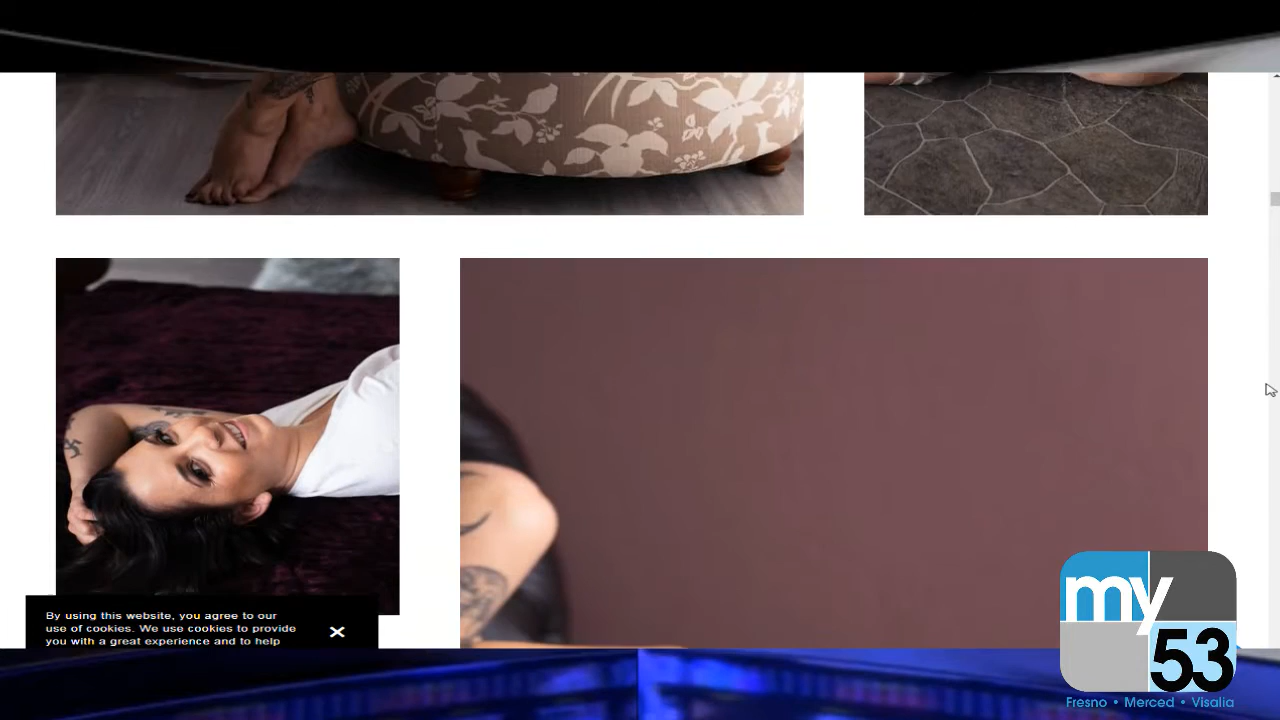 By using this website, you agree to our
use of cookies. We use cookies to provide
you with a great experience and to help
my
53
Fresno • Merced • Visalia